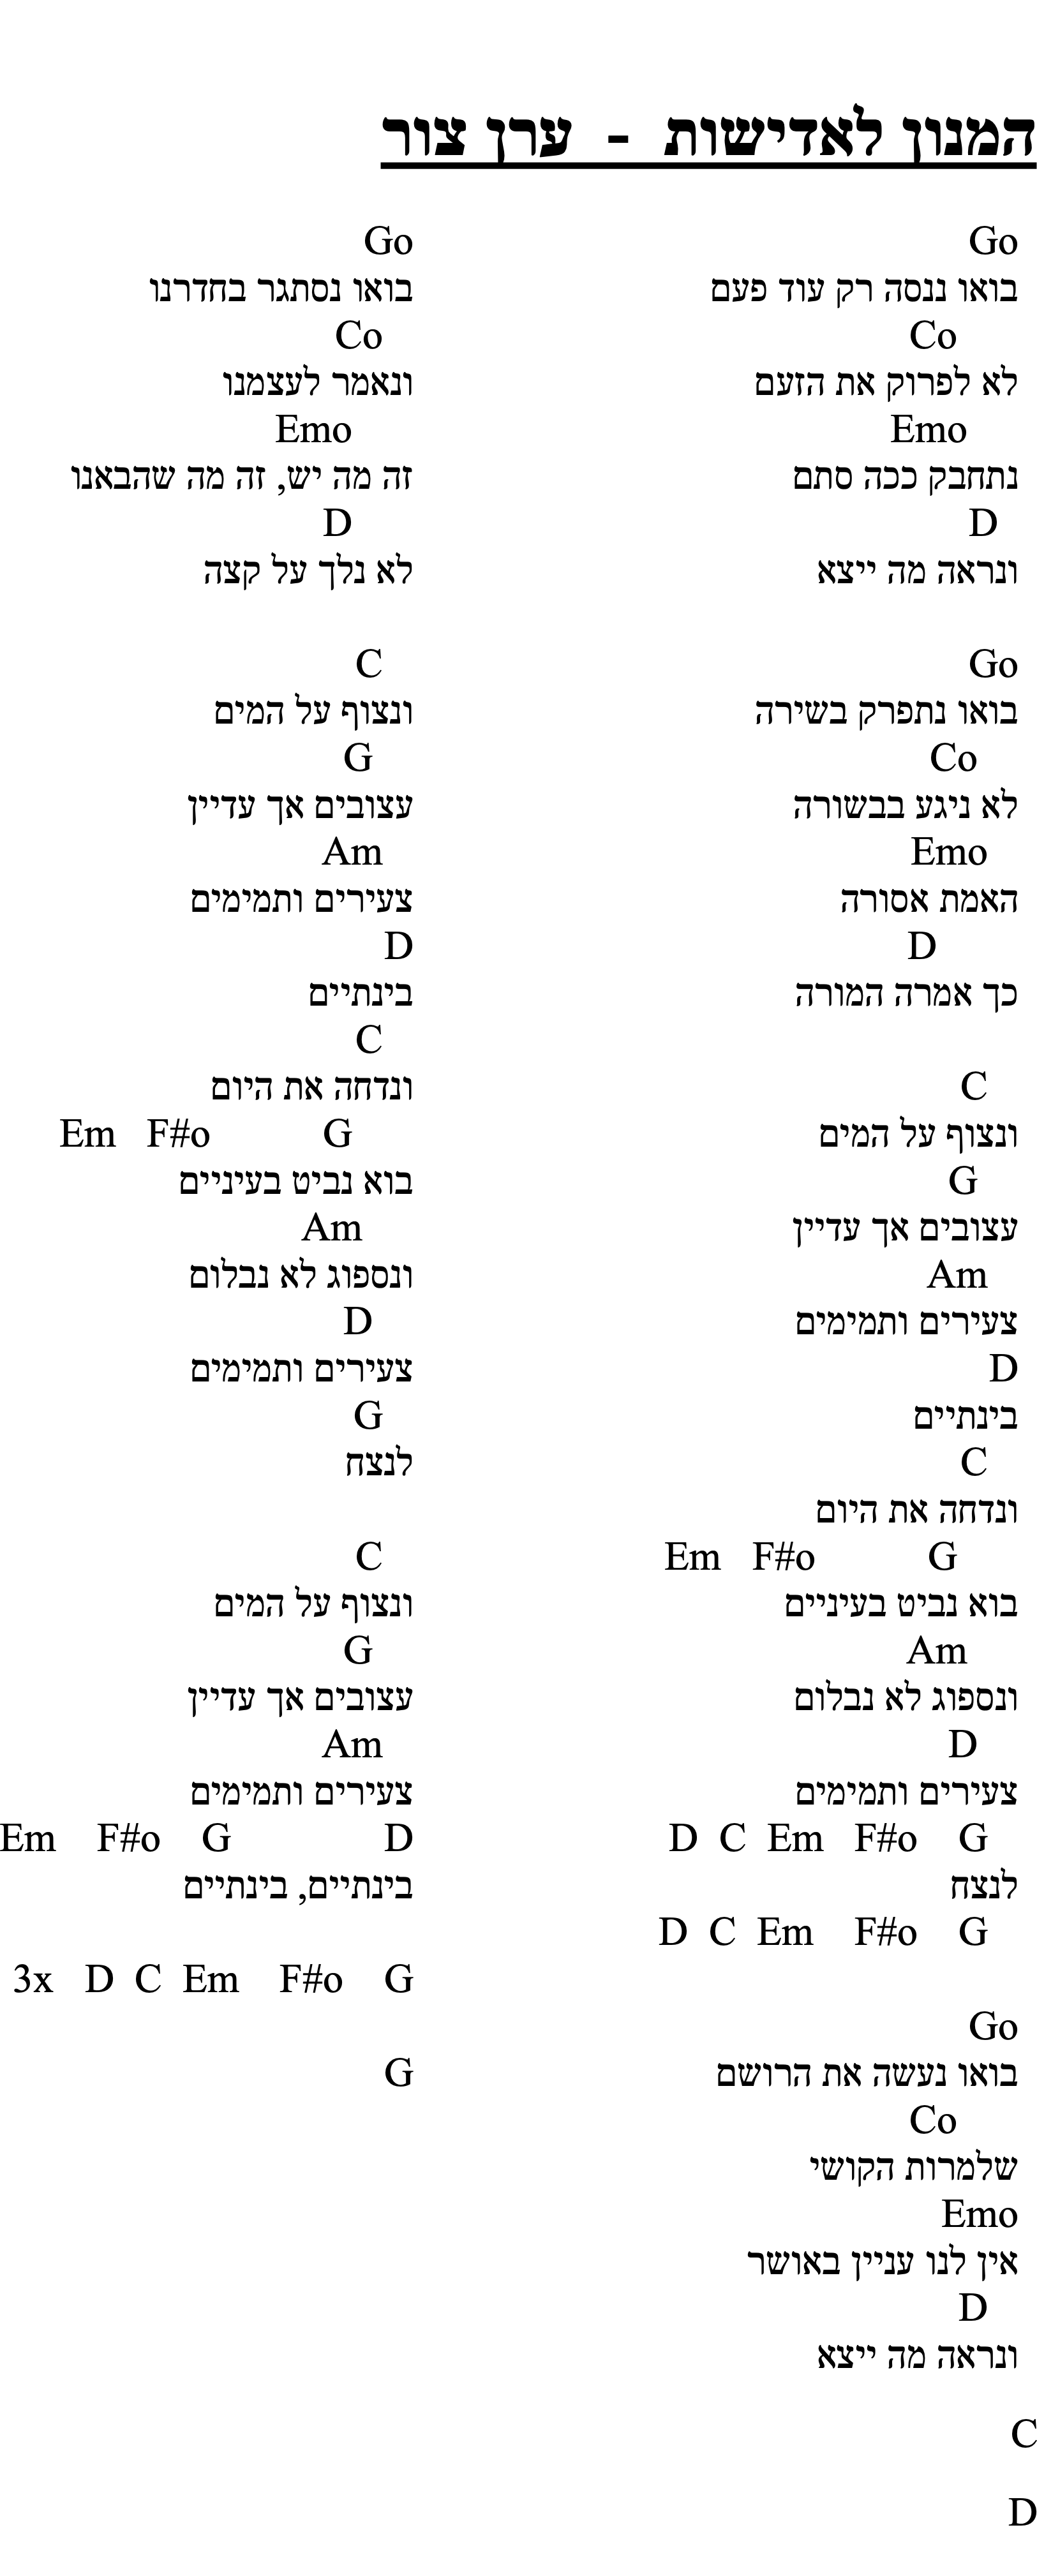 המנון לאדישות - ערן צור
Go
בואו ננסה רק עוד פעם
Co
לא לפרוק את הזעם
Emo
נתחבק ככה סתם
D
ונראה מה ייצא
Go
בואו נתפרק בשירה
Co
לא ניגע בבשורה
Emo
האמת אסורה
D
כך אמרה המורה
C
ונצוף על המים
G
עצובים אך עדיין
Am
צעירים ותמימים
D
בינתיים
C
ונדחה את היום
Em F#o G
בוא נביט בעיניים
Am
ונספוג לא נבלום
D
צעירים ותמימים
D C Em F#o G
לנצח
D C Em F#o G
Go
בואו נעשה את הרושם
Co
שלמרות הקושי
Emo
אין לנו עניין באושר
D
ונראה מה ייצא
C
D
Go
בואו נסתגר בחדרנו
Co
ונאמר לעצמנו
Emo
זה מה יש, זה מה שהבאנו
D
לא נלך על קצה
C
ונצוף על המים
G
עצובים אך עדיין
Am
צעירים ותמימים
D
בינתיים
C
ונדחה את היום
Em F#o G
בוא נביט בעיניים
Am
ונספוג לא נבלום
D
צעירים ותמימים
G
לנצח
C
ונצוף על המים
G
עצובים אך עדיין
Am
צעירים ותמימים
Em F#o G D
בינתיים, בינתיים
3x D C Em F#o G
G